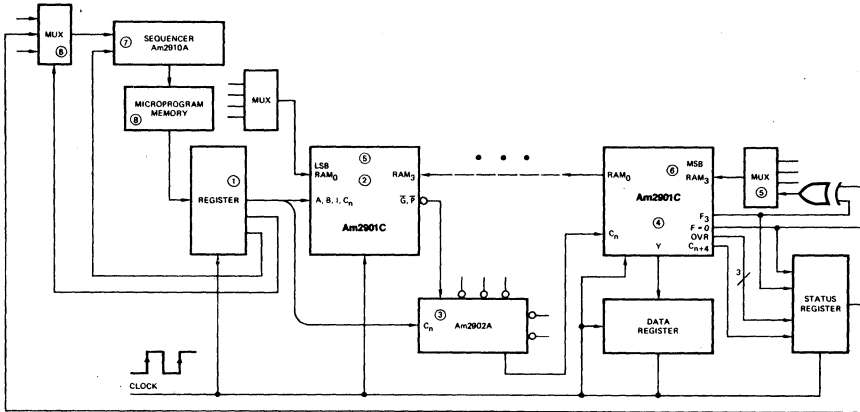 MUX
⑥
⑦
SEQUENCER
Am2910A
MICROPROGRAM
MEMORY
⑧
MUX
①
REGISTER
LSB
RAM₀
⑤
②
RAM₃
A, B, I, Cₙ
G̅, P̅
Am2901C
• • •
RAM₀
⑥
MSB
RAM₃
Am2901C
④
Cₙ
Y
F₃
F = 0
OVR
Cₙ₊₄
MUX
⑤
3
③
Cₙ
Am2902A
DATA
REGISTER
STATUS
REGISTER
CLOCK